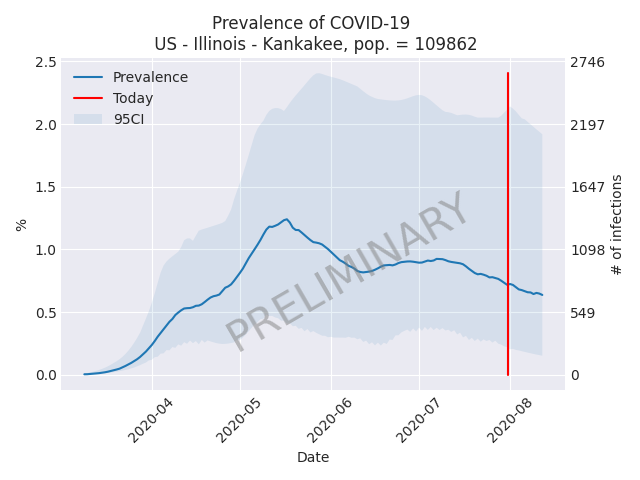 Prevalence of COVID-19
US - Illinois - Kankakee, pop. = 109862
Prevalence
Today
95CI
2.5
2.0
1.5
1.0
0.5
0.0
%
2746
2197
1647
1098
549
0
# of infections
PRELIMINARY
2020-04
2020-05
2020-06
2020-07
2020-08
Date